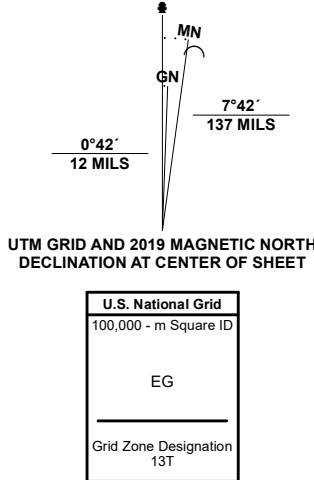 MN
GN
7°42´
137 MILS
0°42´
12 MILS
UTM GRID AND 2019 MAGNETIC NORTH
DECLINATION AT CENTER OF SHEET
U.S. National Grid
100,000 - m Square ID
EG
Grid Zone Designation
13T